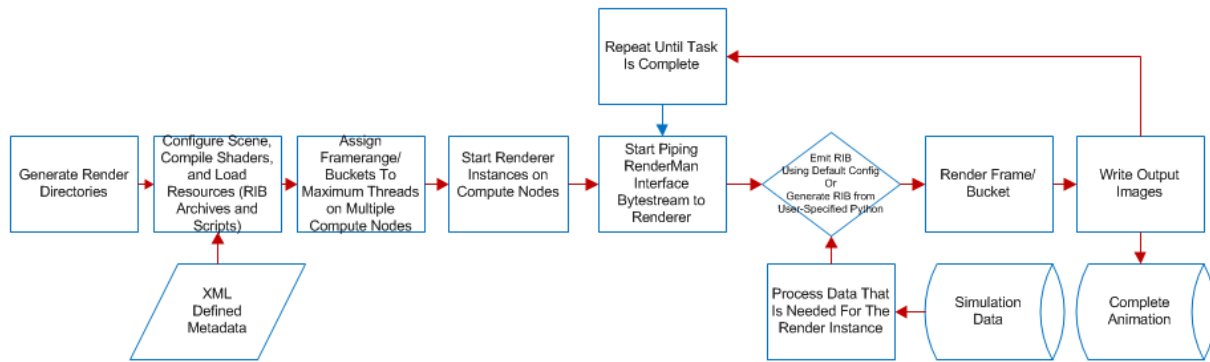 Repeat Until Task
Is Complete
Generate Render
Directories
Configure Scene,
Compile Shaders,
and Load
Resources (RIB
Archives and
Scripts)
Assign
Framerange/
Buckets To
Maximum Threads
on Multiple
Compute Nodes
Start Renderer
Instances on
Compute Nodes
Start Piping
RenderMan
Interface
Bytestream to
Renderer
Emit RIB
Using Default Config
Or
Generate RIB from
User-Specified Python
Render Frame/
Bucket
Write Output
Images
XML
Defined
Metadata
Process Data That
Is Needed For The
Render Instance
Simulation
Data
Complete
Animation